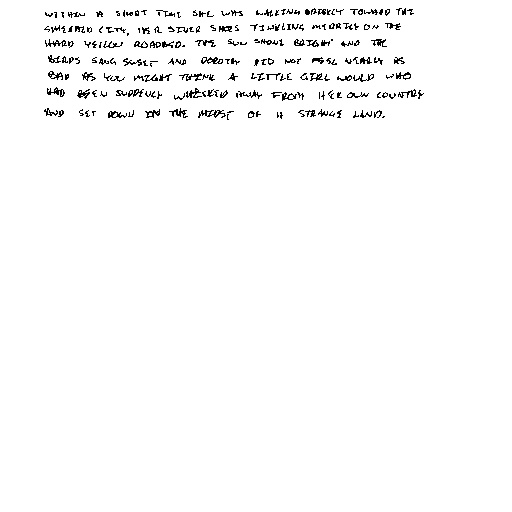 WITHIN A SHORT TIME SHE WAS WALKING BRISKLY TOWARD THE
EMERALD CITY, HER SILVER SHOES TINKLING MERRILY ON THE
HARD YELLOW ROADBED. THE SUN SHONE BRIGHT AND THE
BIRDS SANG SWEET AND DOROTHY DID NOT FEEL NEARLY AS
BAD AS YOU MIGHT THINK A LITTLE GIRL WOULD WHO
HAD BEEN SUDDENLY WHISKED AWAY FROM HER OWN COUNTRY
AND SET DOWN IN THE MIDST OF A STRANGE LAND.